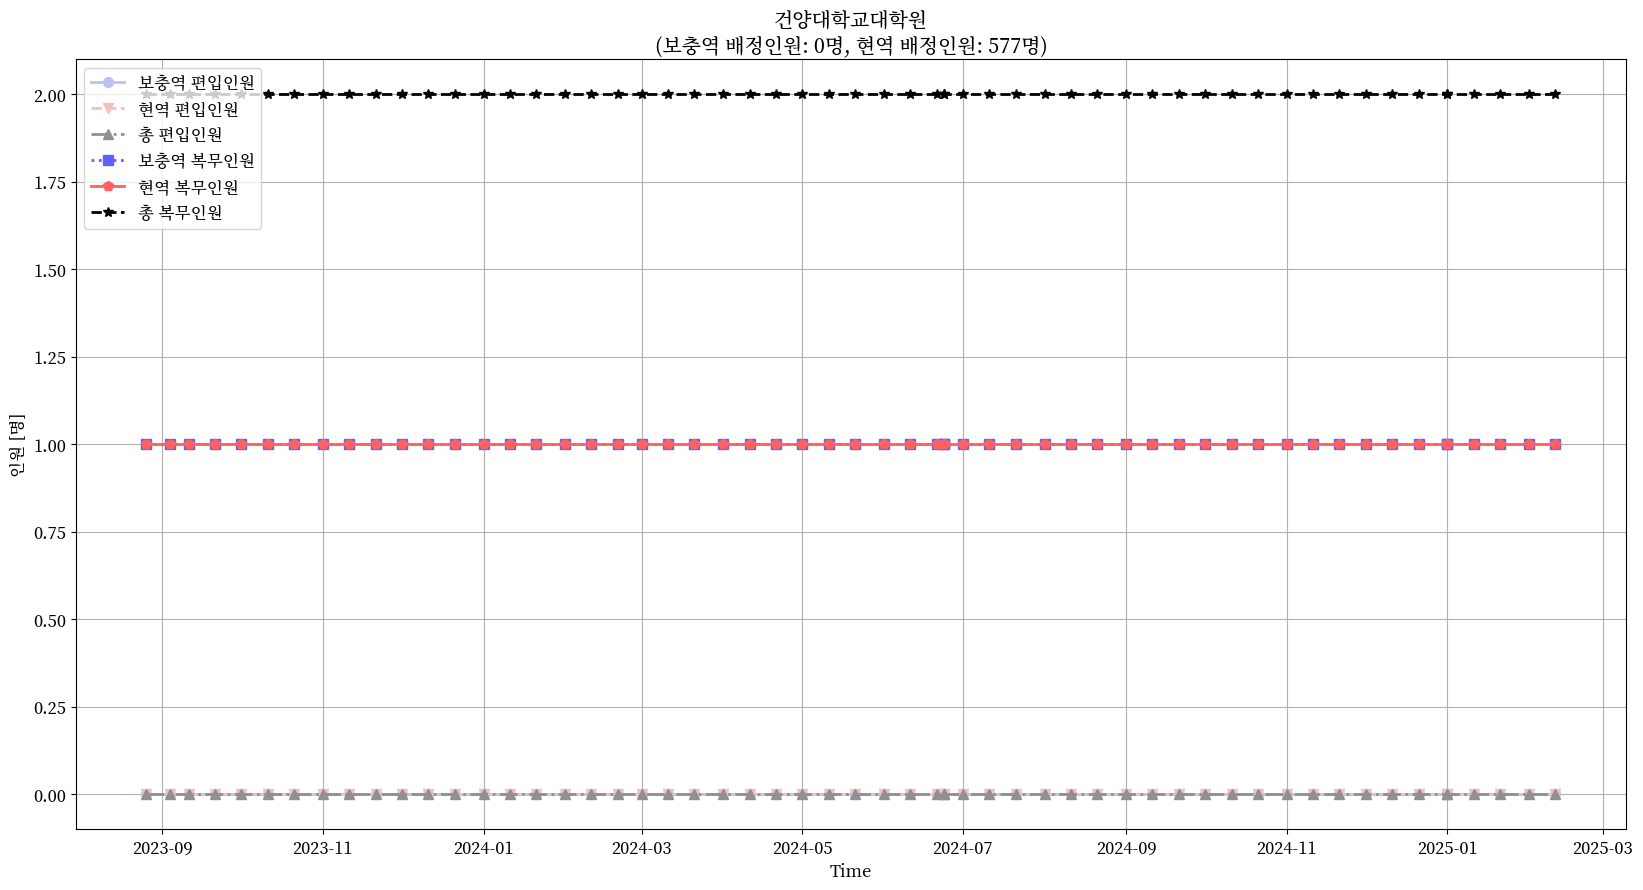 건양대학교대학원
(보충역 배정인원: 0명, 현역 배정인원: 577명)
보충역 편입인원
현역 편입인원
총 편입인원
보충역 복무인원
현역 복무인원
총 복무인원
2.00
1.75
1.50
1.25
1.00
0.75
0.50
0.25
0.00
인원 [명]
2023-09
2023-11
2024-01
2024-03
2024-05
2024-07
2024-09
2024-11
2025-01
2025-03
Time